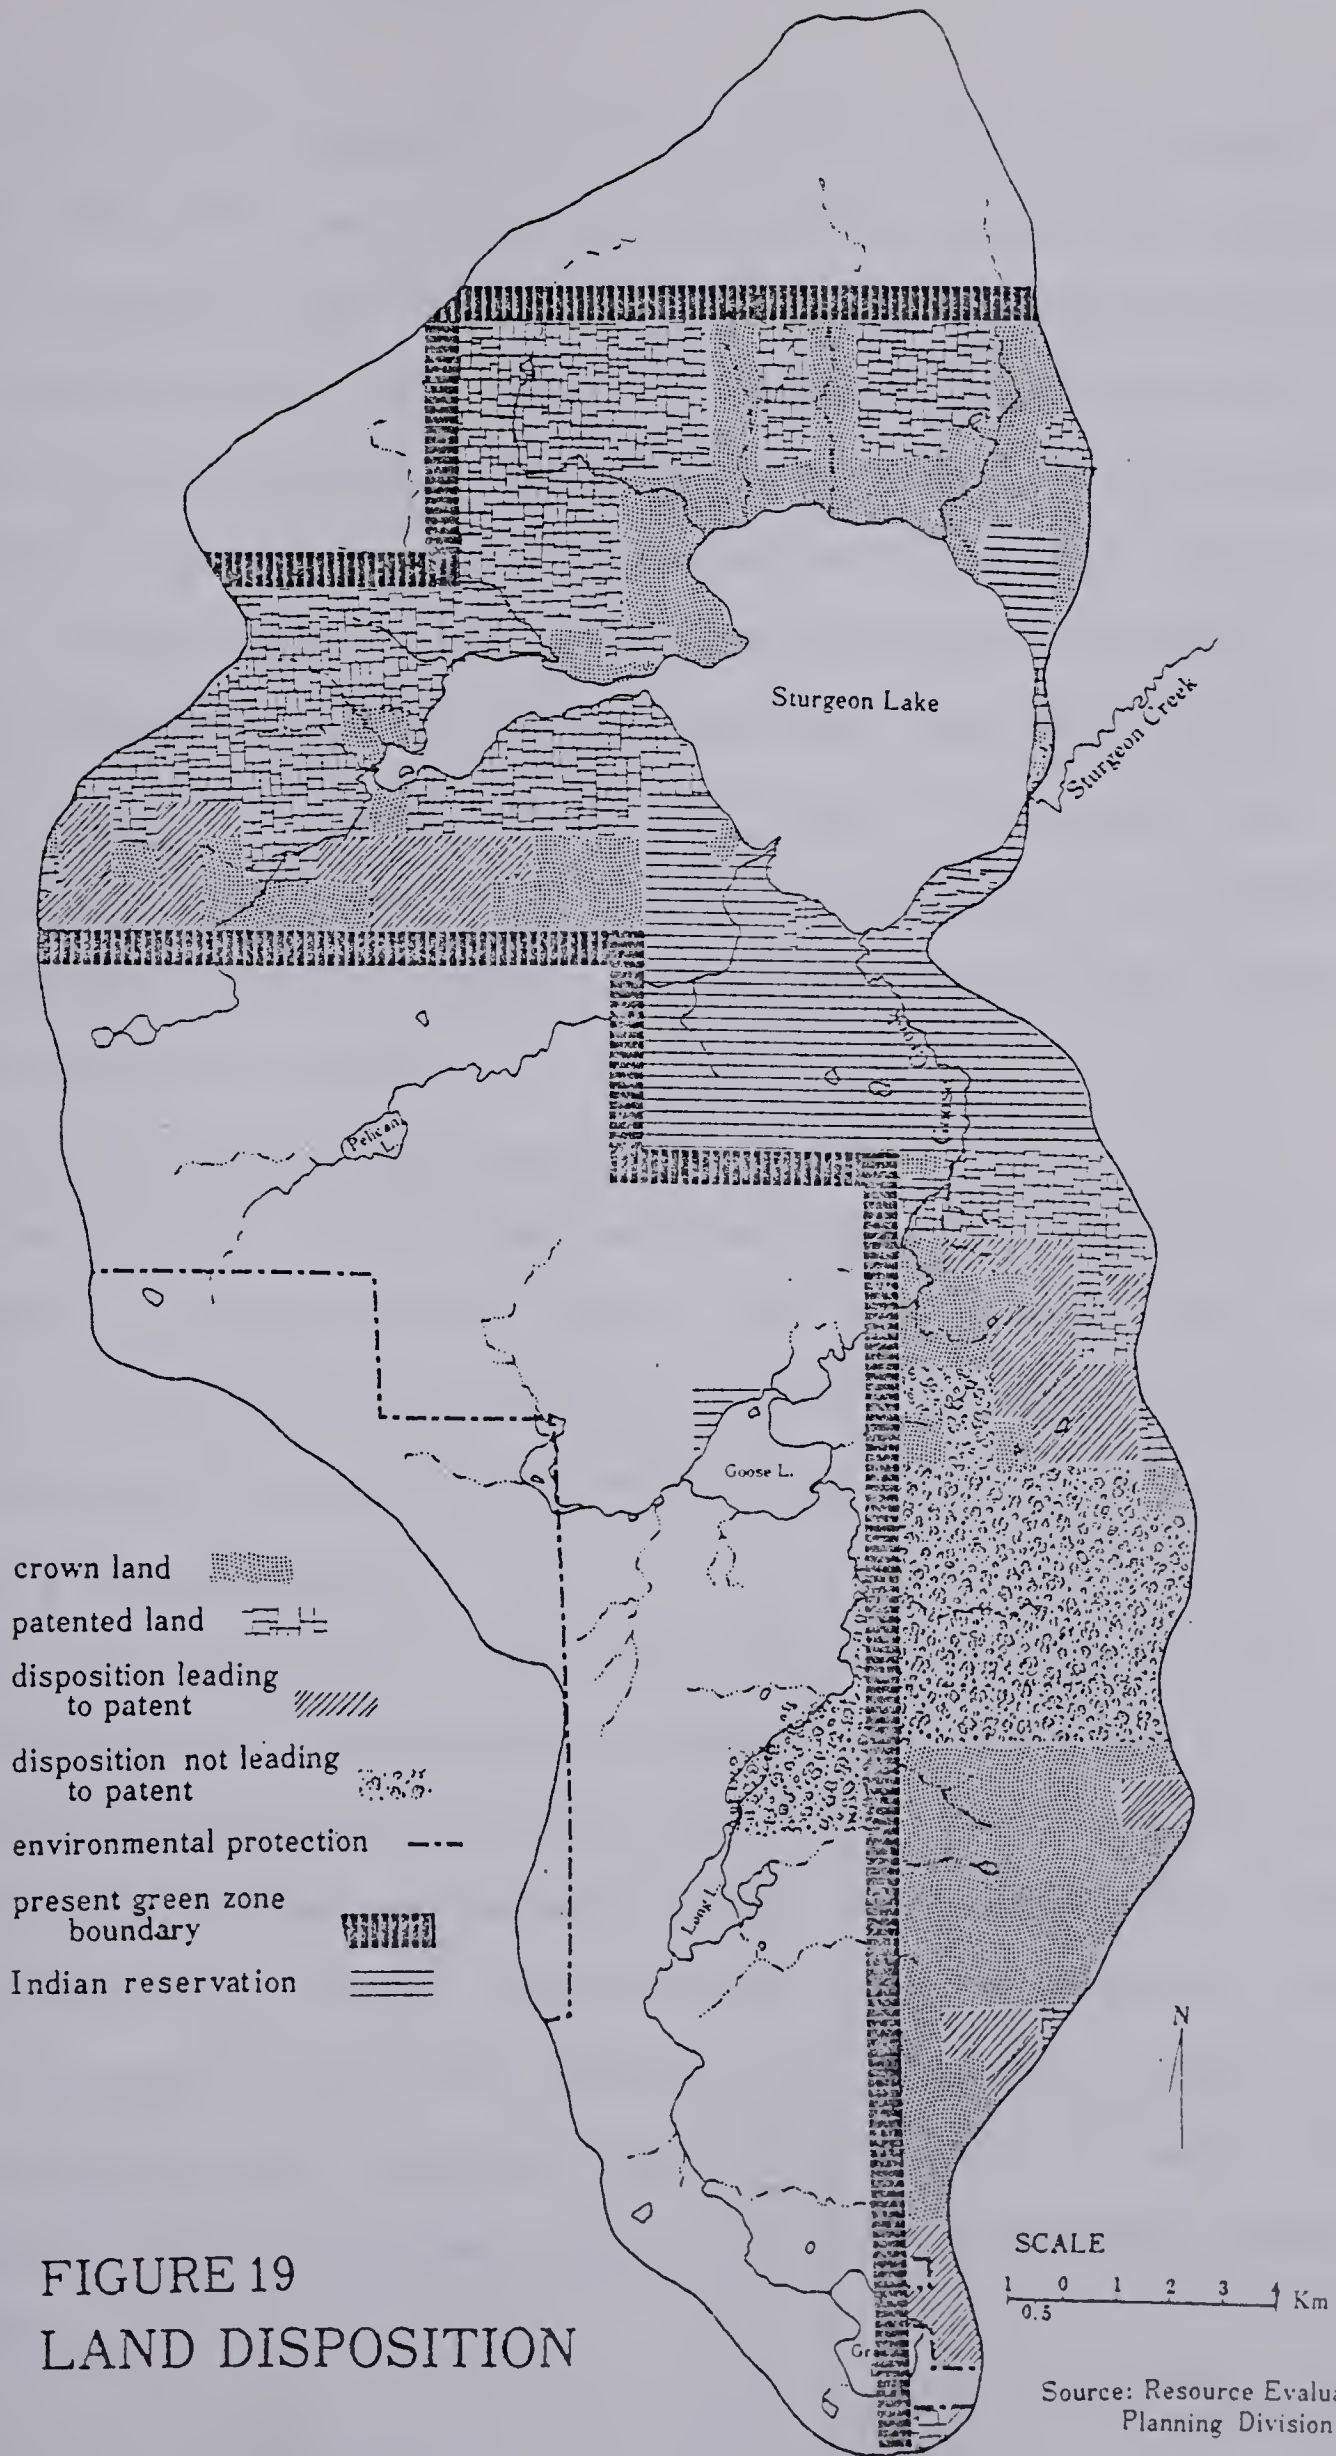 Sturgeon Lake
Sturgeon Creek
Creek
Pelican
L.
Goose L.
Long L.
Gr
crown land
patented land
disposition leading
to patent
disposition not leading
to patent
environmental protection
present green zone
boundary
Indian reservation
N
SCALE
1 0 1 2 3 4 Km
0.5
FIGURE 19
LAND DISPOSITION
Source: Resource Evalua
Planning Division